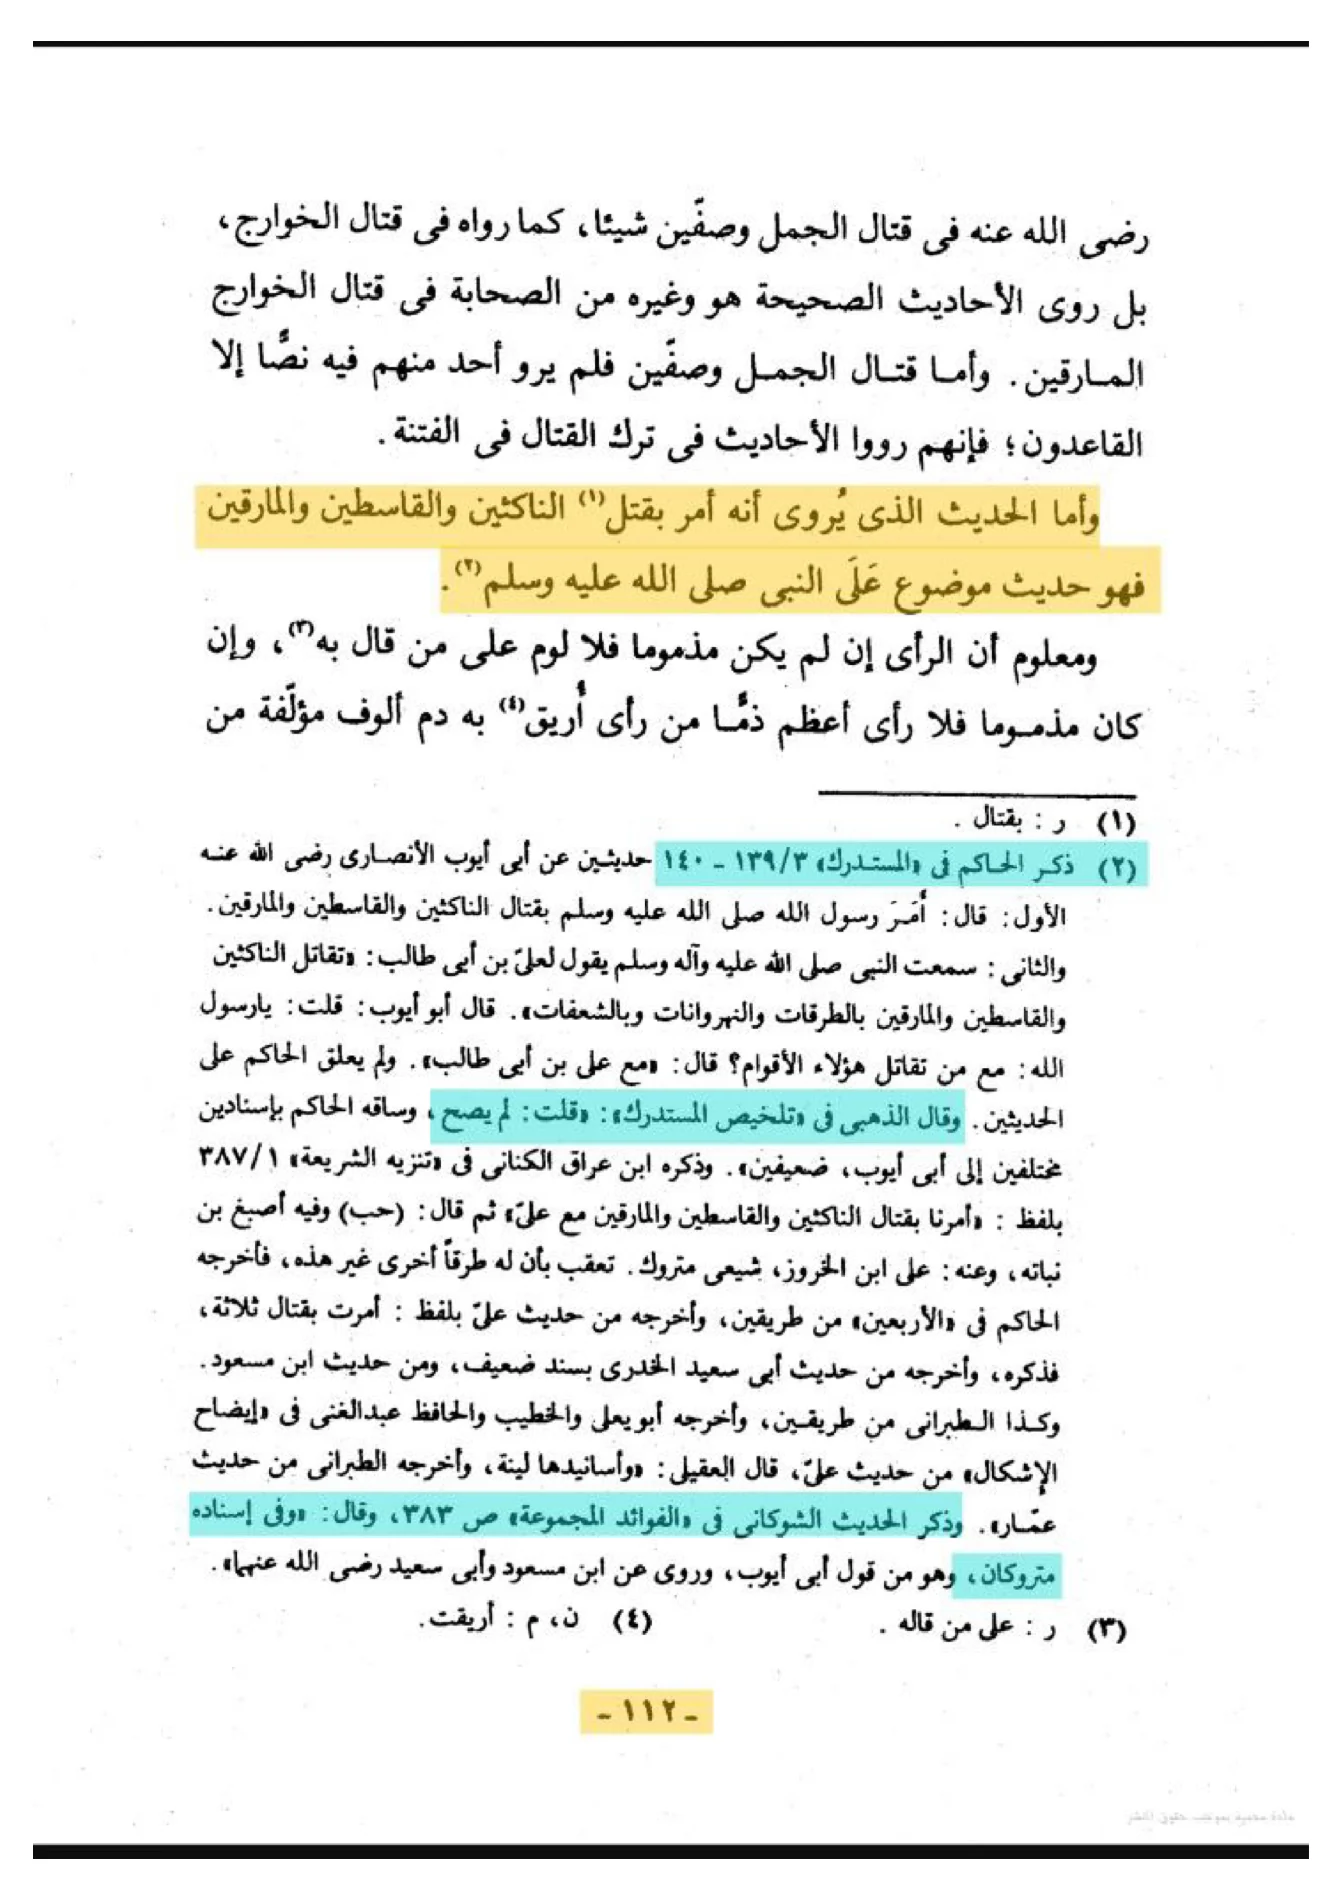 رضى الله عنه فى قتال الجمل وصفّين شيئا، كما رواه فى قتال الخوارج،
بل روى الأحاديث الصحيحة هو وغيره من الصحابة فى قتال الخوارج
المارقين. وأما قتال الجمل وصفّين فلم يرو أحد منهم فيه نصًّا إلا
القاعدون؛ فإنهم رووا الأحاديث فى ترك القتال فى الفتنة.
وأما الحديث الذى يُروى أنه أمر بقتل(١) الناكثين والقاسطين والمارقين
فهو حديث موضوع عَلَى النبى صلى الله عليه وسلم(٢).
ومعلوم أن الرأى إن لم يكن مذموما فلا لوم على من قال به(٣)، وإن
كان مذموما فلا رأى أعظم ذمًّا من رأى أُريق(٤) به دم ألوف مؤلّفة من
(١) ر : بقتال .
(٢) ذكر الحاكم فى «المستدرك» ١٣٩/٣ ـ ١٤٠ حديثين عن أبى أيوب الأنصارى رضى الله عنه
الأول: قال: أَمَرَ رسول الله صلى الله عليه وسلم بقتال الناكثين والقاسطين والمارقين.
والثانى : سمعت النبى صلى الله عليه وآله وسلم يقول لعلىّ بن أبى طالب: «تقاتل الناكثين
والقاسطين والمارقين بالطرقات والنهروانات وبالشعفات». قال أبو أيوب: قلت: يارسول
الله: مع من تقاتل هؤلاء الأقوام؟ قال: «مع على بن أبى طالب». ولم يعلق الحاكم على
الحديثين. وقال الذهبى فى «تلخيص المستدرك»: «قلت: لم يصح، وساقه الحاكم بإسنادين
مختلفين إلى أبى أيوب، ضعيفين». وذكره ابن عراق الكنانى فى «تنزيه الشريعة» ٣٨٧/١
بلفظ : «أمرنا بقتال الناكثين والقاسطين والمارقين مع علىّ» ثم قال: (حب) وفيه أصبغ بن
نباته، وعنه: على ابن الخروز، شيعى متروك. تعقب بأن له طرقاً أخرى غير هذه، فأخرجه
الحاكم فى «الأربعين» من طريقين، وأخرجه من حديث علىّ بلفظ : أمرت بقتال ثلاثة،
فذكره، وأخرجه من حديث أبى سعيد الخدرى بسند ضعيف، ومن حديث ابن مسعود.
وكذا الطبرانى من طريقين، وأخرجه أبو يعلى والخطيب والحافظ عبدالغنى فى «إيضاح
الإشكال» من حديث علىّ، قال العقيلى: «وأسانيدها لينة، وأخرجه الطبرانى من حديث
عمّار». وذكر الحديث الشوكانى فى «الفوائد المجموعة» ص ٣٨٣، وقال: «وفى إسناده
متروكان، وهو من قول أبى أيوب، وروى عن ابن مسعود وأبى سعيد رضى الله عنهما».
(٣) ر : على من قاله . (٤) ن، م : أريقت.
ـ ١١٢ ـ